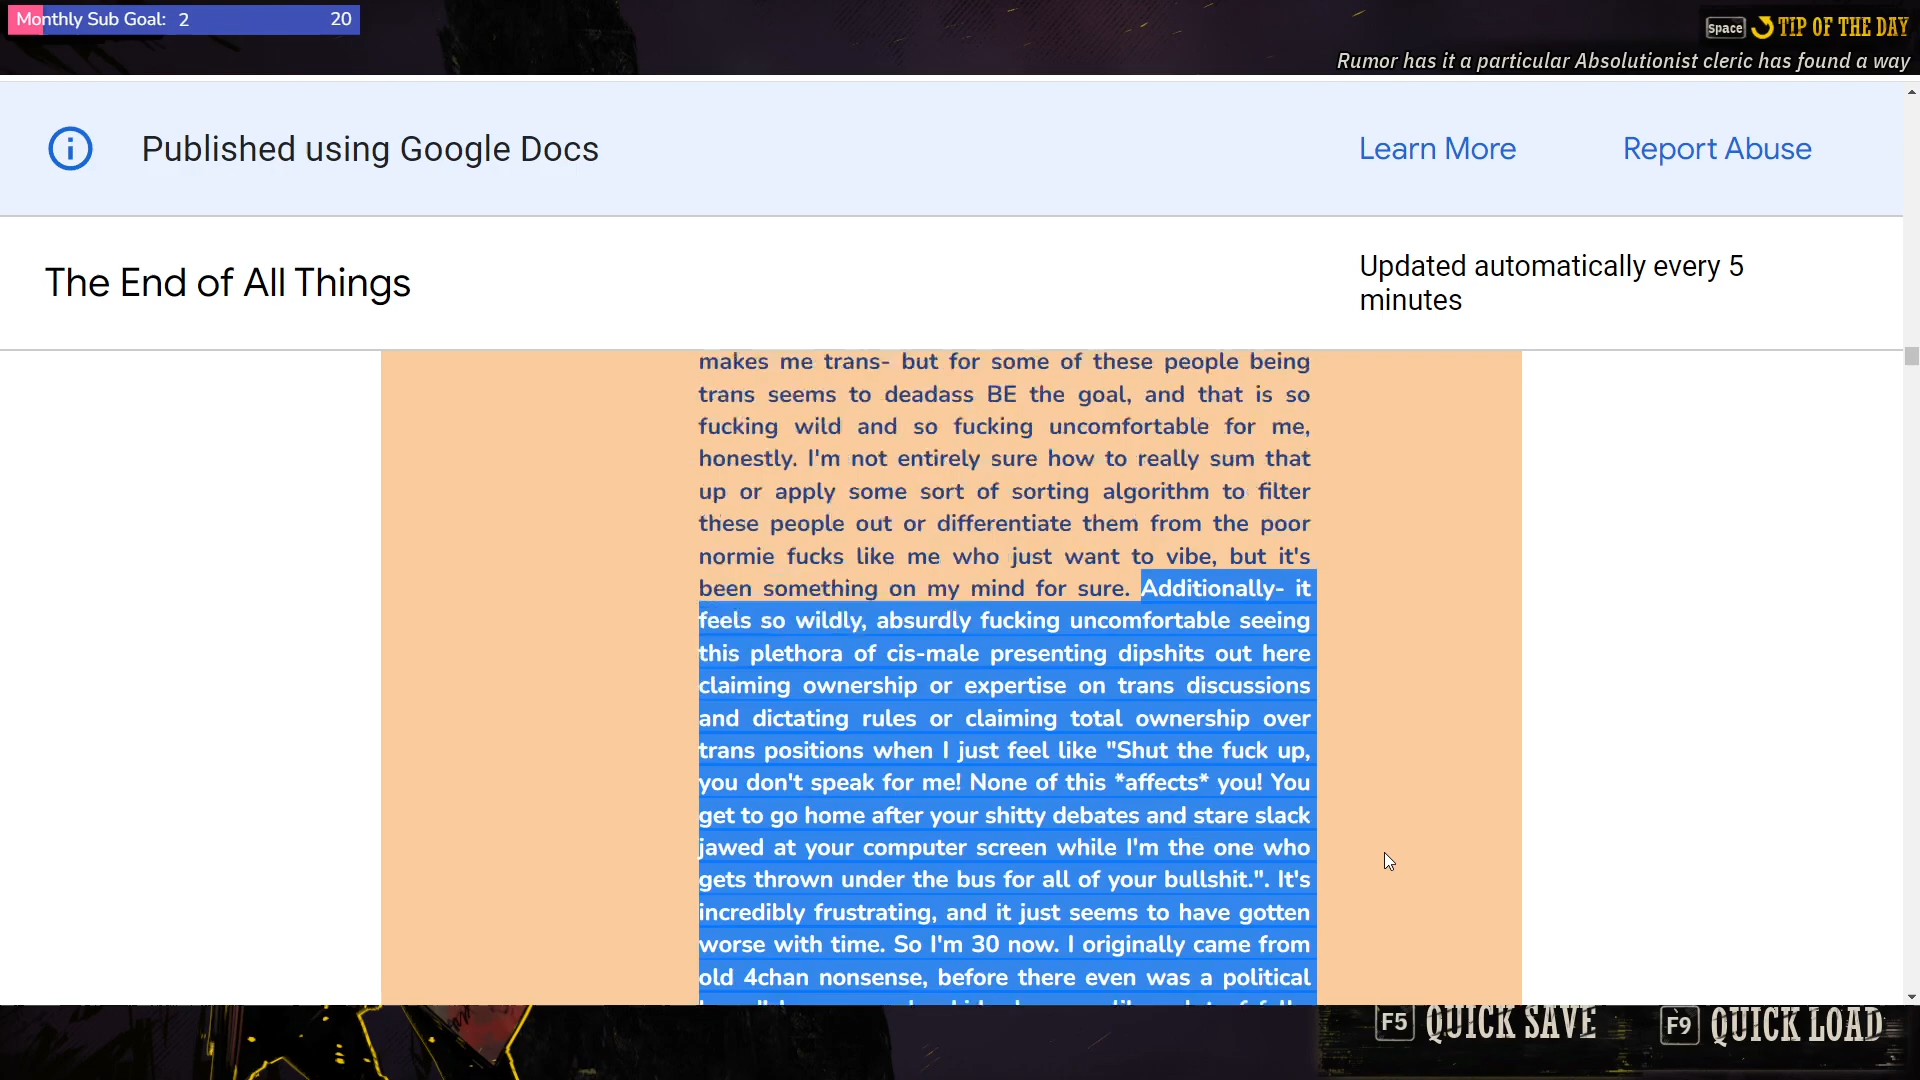 Monthly Sub Goal: 2 20
Space TIP OF THE DAY
Rumor has it a particular Absolutionist cleric has found a way
Published using Google Docs
Learn More
Report Abuse
The End of All Things
Updated automatically every 5
minutes
makes me trans- but for some of these people being
trans seems to deadass BE the goal, and that is so
fucking wild and so fucking uncomfortable for me,
honestly. I'm not entirely sure how to really sum that
up or apply some sort of sorting algorithm to filter
these people out or differentiate them from the poor
normie fucks like me who just want to vibe, but it's
been something on my mind for sure. Additionally- it
feels so wildly, absurdly fucking uncomfortable seeing
this plethora of cis-male presenting dipshits out here
claiming ownership or expertise on trans discussions
and dictating rules or claiming total ownership over
trans positions when I just feel like "Shut the fuck up,
you don't speak for me! None of this *affects* you! You
get to go home after your shitty debates and stare slack
jawed at your computer screen while I'm the one who
gets thrown under the bus for all of your bullshit.". It's
incredibly frustrating, and it just seems to have gotten
worse with time. So I'm 30 now. I originally came from
old 4chan nonsense, before there even was a political
F5 QUICK SAVE
F9 QUICK LOAD